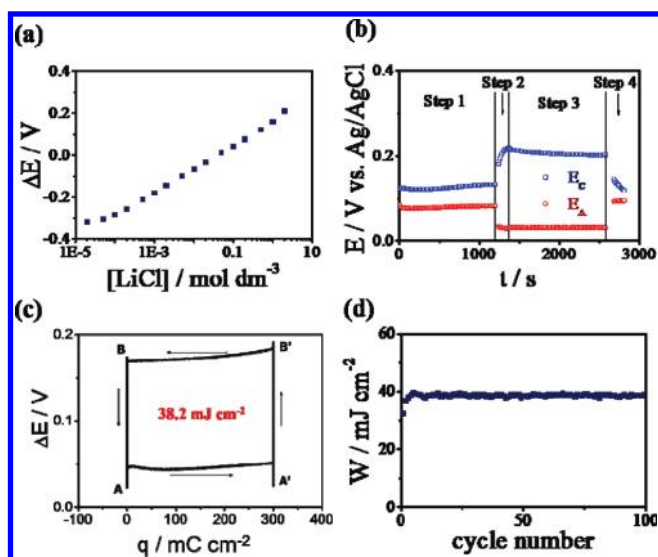 (a)
0.4
0.2
0.0
-0.2
-0.4
ΔE / V
1E-5 1E-3 0.1 10
[LiCl] / mol dm⁻³
(b)
Step 2 Step 4
Step 1 Step 3
0.4
0.2
0.0
E / V vs. Ag/AgCl
E_C
E_A
0 1000 2000 3000
t / s
(c)
0.2
0.1
0.0
ΔE / V
B B'
38.2 mJ cm⁻²
A A'
-100 0 100 200 300 400
q / mC cm⁻²
(d)
60
40
20
0
W / mJ cm⁻²
0 50 100
cycle number